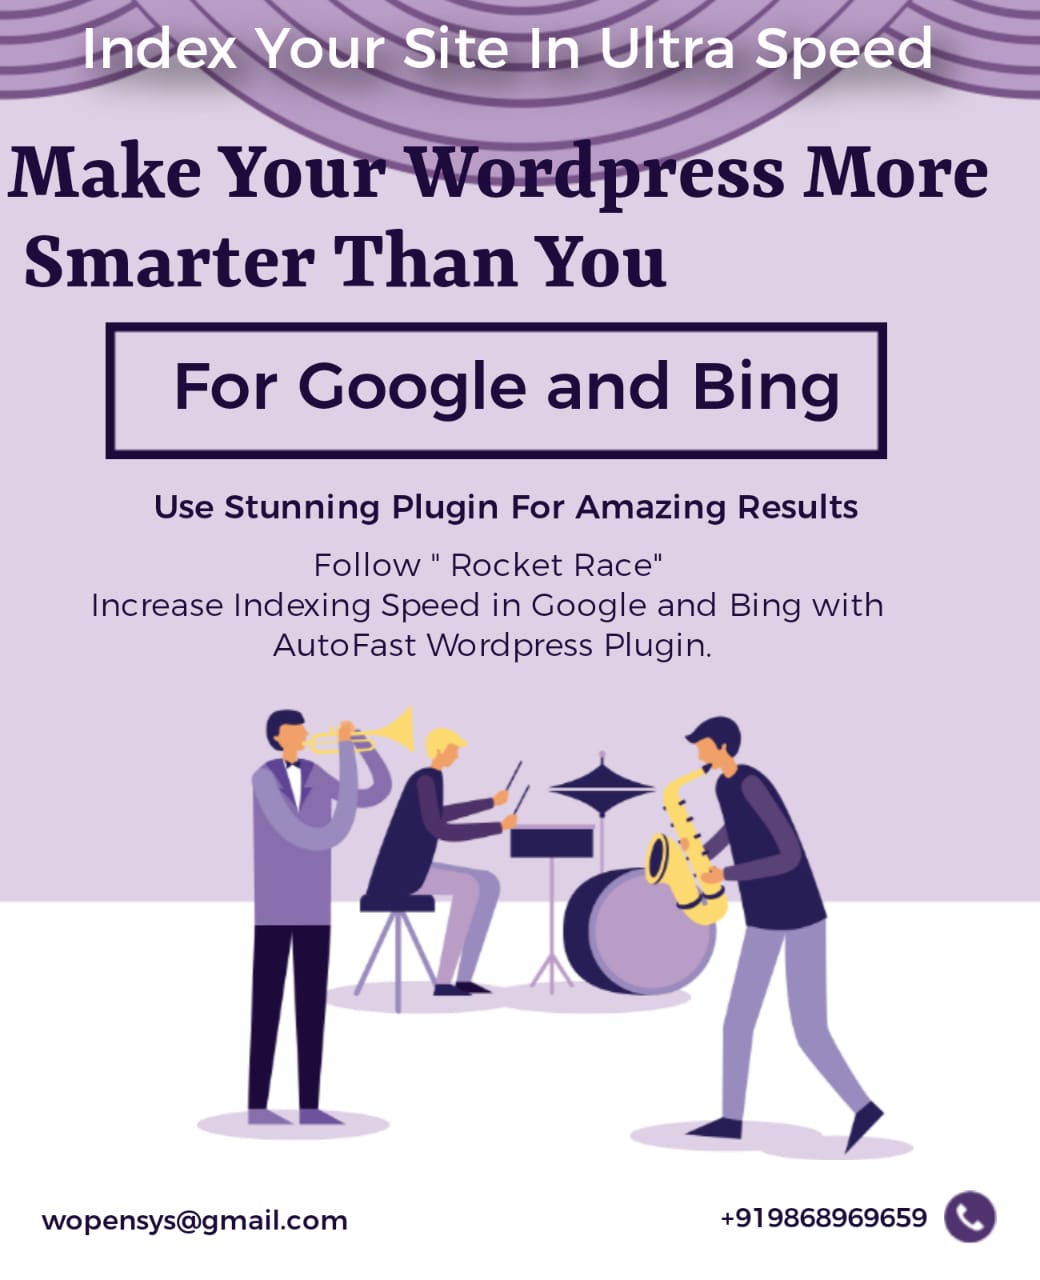 Index Your Site In Ultra Speed
Make Your Wordpress More
Smarter Than You
For Google and Bing
Use Stunning Plugin For Amazing Results
Follow " Rocket Race"
Increase Indexing Speed in Google and Bing with
AutoFast Wordpress Plugin.
wopensys@gmail.com
+919868969659